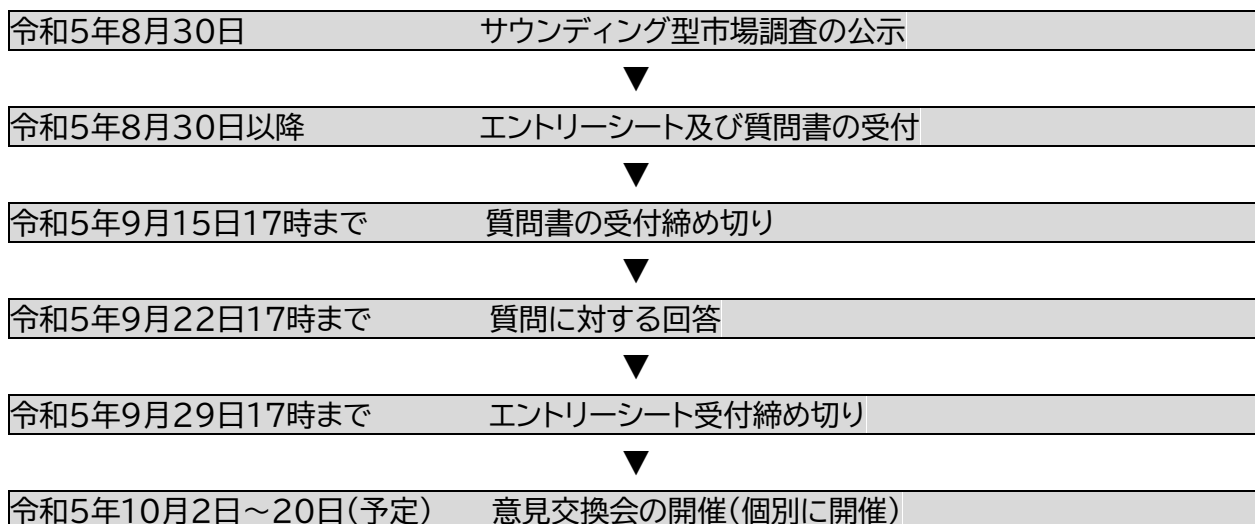 令和5年8月30日 サウンディング型市場調査の公示
▼
令和5年8月30日以降 エントリーシート及び質問書の受付
▼
令和5年9月15日17時まで 質問書の受付締め切り
▼
令和5年9月22日17時まで 質問に対する回答
▼
令和5年9月29日17時まで エントリーシート受付締め切り
▼
令和5年10月2日～20日(予定) 意見交換会の開催(個別に開催)